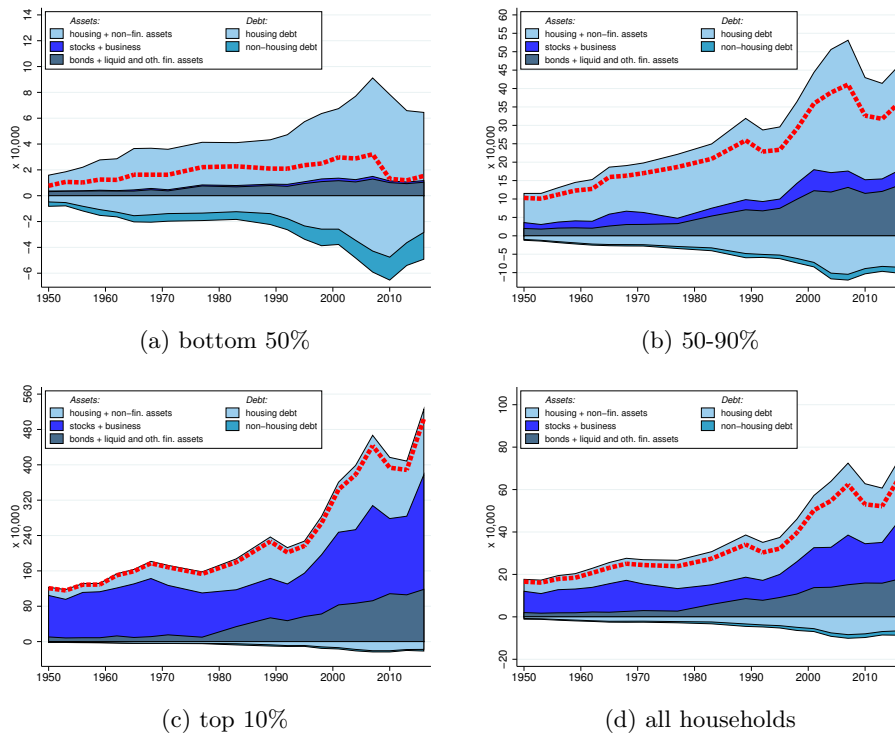 Assets: Debt:
housing + non-fin. assets housing debt
stocks + business non-housing debt
bonds + liquid and oth. fin. assets
x 10,000
14
12
10
8
6
4
2
0
−2
−4
−6
1950 1960 1970 1980 1990 2000 2010
(a) bottom 50%
Assets: Debt:
housing + non-fin. assets housing debt
stocks + business non-housing debt
bonds + liquid and oth. fin. assets
x 10,000
60
55
50
45
40
35
30
25
20
15
10
5
0
−5
−10
1950 1960 1970 1980 1990 2000 2010
(b) 50-90%
Assets: Debt:
housing + non-fin. assets housing debt
stocks + business non-housing debt
bonds + liquid and oth. fin. assets
x 10,000
560
480
400
320
240
160
80
0
1950 1960 1970 1980 1990 2000 2010
(c) top 10%
Assets: Debt:
housing + non-fin. assets housing debt
stocks + business non-housing debt
bonds + liquid and oth. fin. assets
x 10,000
100
80
60
40
20
0
−20
1950 1960 1970 1980 1990 2000 2010
(d) all households